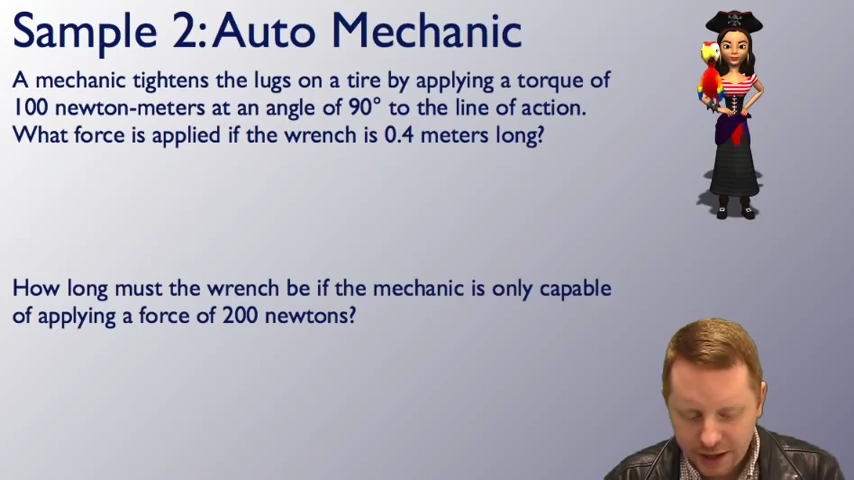 Sample 2: Auto Mechanic
A mechanic tightens the lugs on a tire by applying a torque of
100 newton-meters at an angle of 90° to the line of action.
What force is applied if the wrench is 0.4 meters long?
How long must the wrench be if the mechanic is only capable
of applying a force of 200 newtons?